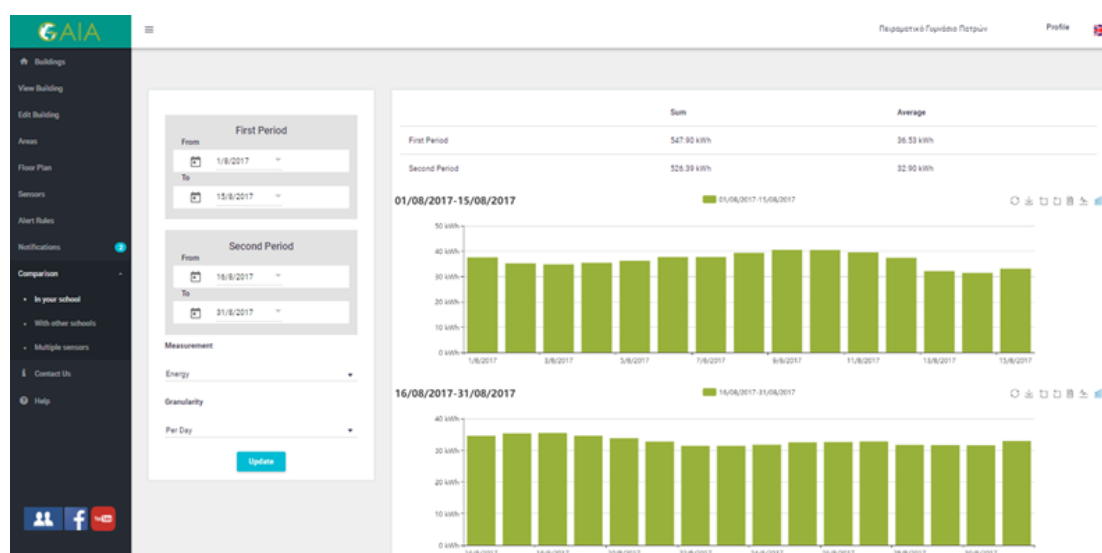 GAIA
Πειραματικό Γυμνάσιο Πατρών
Profile
Buildings
View Building
Edit Building
Areas
Floor Plan
Sensors
Alert Rules
Notifications 2
Comparison
In your school
With other schools
Multiple sensors
Contact Us
Help
First Period
From
1/8/2017
To
15/8/2017
Second Period
From
16/8/2017
To
31/8/2017
Measurement
Energy
Granularity
Per Day
Update
Sum Average
First Period 547.90 kWh 36.53 kWh
Second Period 526.39 kWh 32.90 kWh
01/08/2017-15/08/2017
01/08/2017-15/08/2017
50 kWh
40 kWh
30 kWh
20 kWh
10 kWh
0 kWh
1/8/2017 3/8/2017 5/8/2017 7/8/2017 9/8/2017 11/8/2017 13/8/2017 15/8/2017
16/08/2017-31/08/2017
16/08/2017-31/08/2017
40 kWh
30 kWh
20 kWh
10 kWh
0 kWh